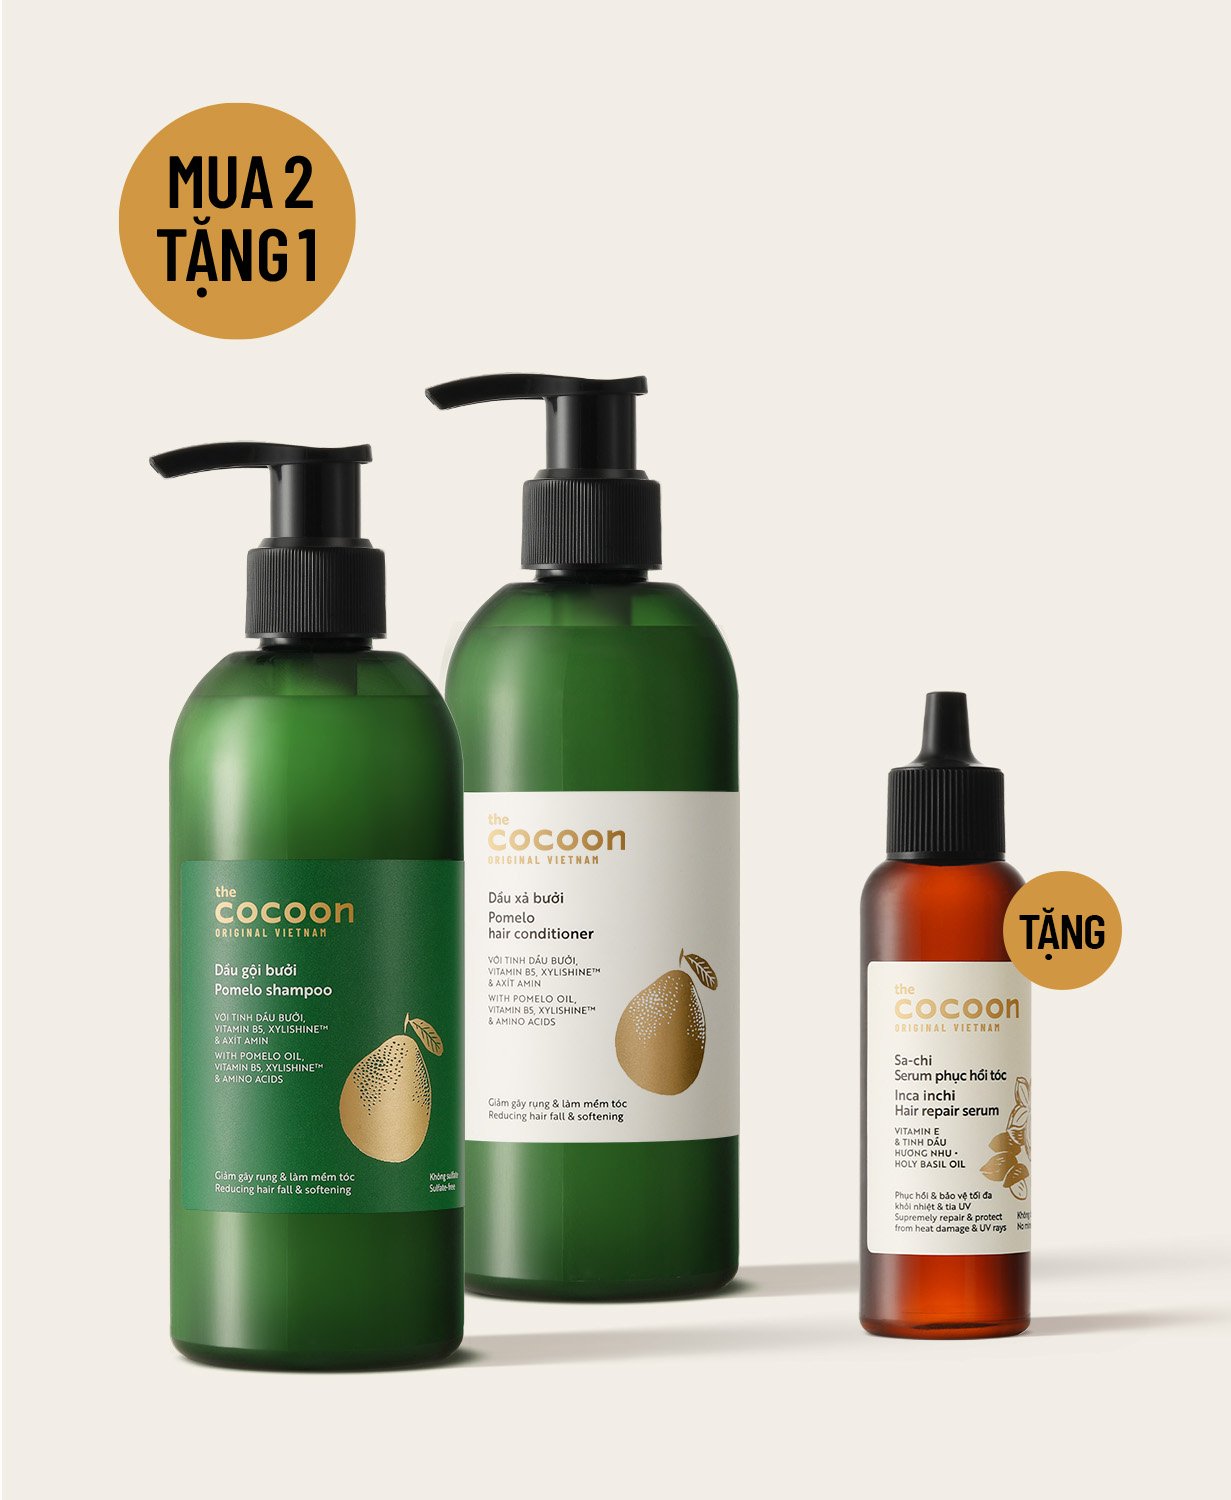 MUA 2
TẶNG 1
the
cocoon
ORIGINAL VIETNAM
Dầu gội bưởi
Pomelo shampoo
VỚI TINH DẦU BƯỞI,
VITAMIN B5, XYLISHINE™
& AXÍT AMIN
WITH POMELO OIL,
VITAMIN B5, XYLISHINE™
& AMINO ACIDS
Giảm gãy rụng & làm mềm tóc
Reducing hair fall & softening
Không sulfate
Sulfate-free
the
cocoon
ORIGINAL VIETNAM
Dầu xả bưởi
Pomelo
hair conditioner
VỚI TINH DẦU BƯỞI,
VITAMIN B5, XYLISHINE™
& AXÍT AMIN
WITH POMELO OIL,
VITAMIN B5, XYLISHINE™
& AMINO ACIDS
Giảm gãy rụng & làm mềm tóc
Reducing hair fall & softening
TẶNG
the
cocoon
ORIGINAL VIETNAM
Sa-chi
Serum phục hồi tóc
Inca inchi
Hair repair serum
VITAMIN E
& TINH DẦU
HƯƠNG NHU •
HOLY BASIL OIL
Phục hồi & bảo vệ tối đa
khỏi nhiệt & tia UV
Supremely repair & protect
from heat damage & UV rays
Không
No